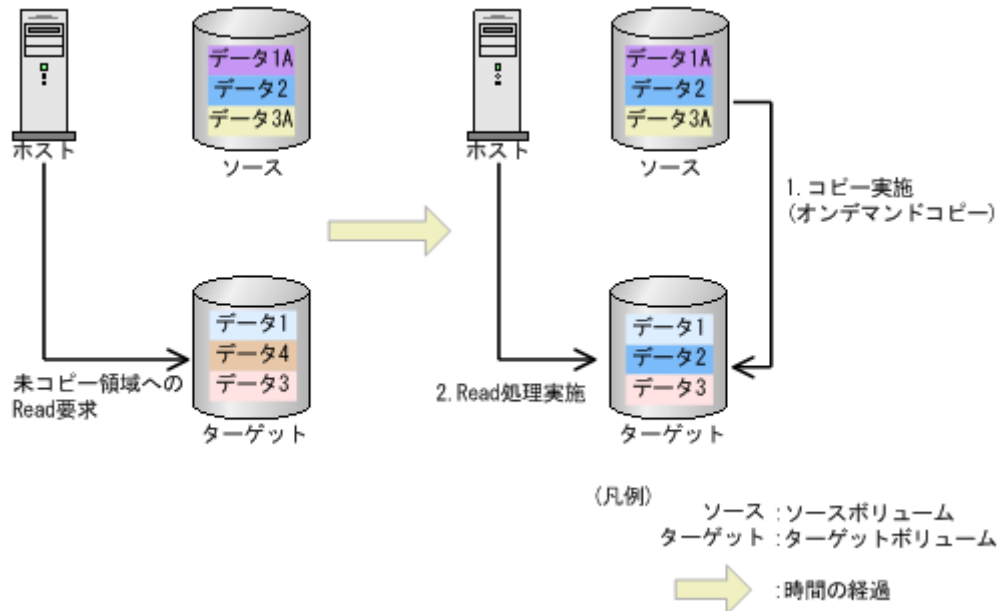 データ1A
データ2
データ3A
ホスト
ソース
データ1A
データ2
データ3A
ホスト
ソース
1.コピー実施
(オンデマンドコピー)
データ1
データ4
データ3
未コピー領域への
Read要求
ターゲット
データ1
データ2
データ3
2.Read処理実施
ターゲット
(凡例)
ソース :ソースボリューム
ターゲット :ターゲットボリューム
:時間の経過